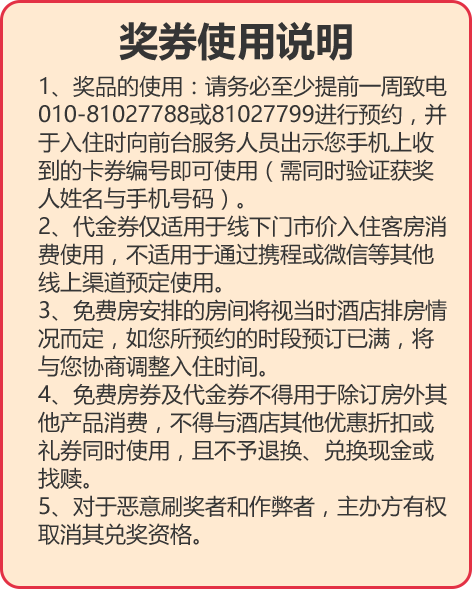 奖券使用说明
1、奖品的使用：请务必至少提前一周致电
010-81027788或81027799进行预约，并
于入住时向前台服务人员出示您手机上收
到的卡券编号即可使用（需同时验证获奖
人姓名与手机号码）。
2、代金券仅适用于线下门市价入住客房消
费使用，不适用于通过携程或微信等其他
线上渠道预定使用。
3、免费房安排的房间将视当时酒店排房情
况而定，如您所预约的时段预订已满，将
与您协商调整入住时间。
4、免费房券及代金券不得用于除订房外其
他产品消费，不得与酒店其他优惠折扣或
礼券同时使用，且不予退换、兑换现金或
找赎。
5、对于恶意刷奖者和作弊者，主办方有权
取消其兑奖资格。